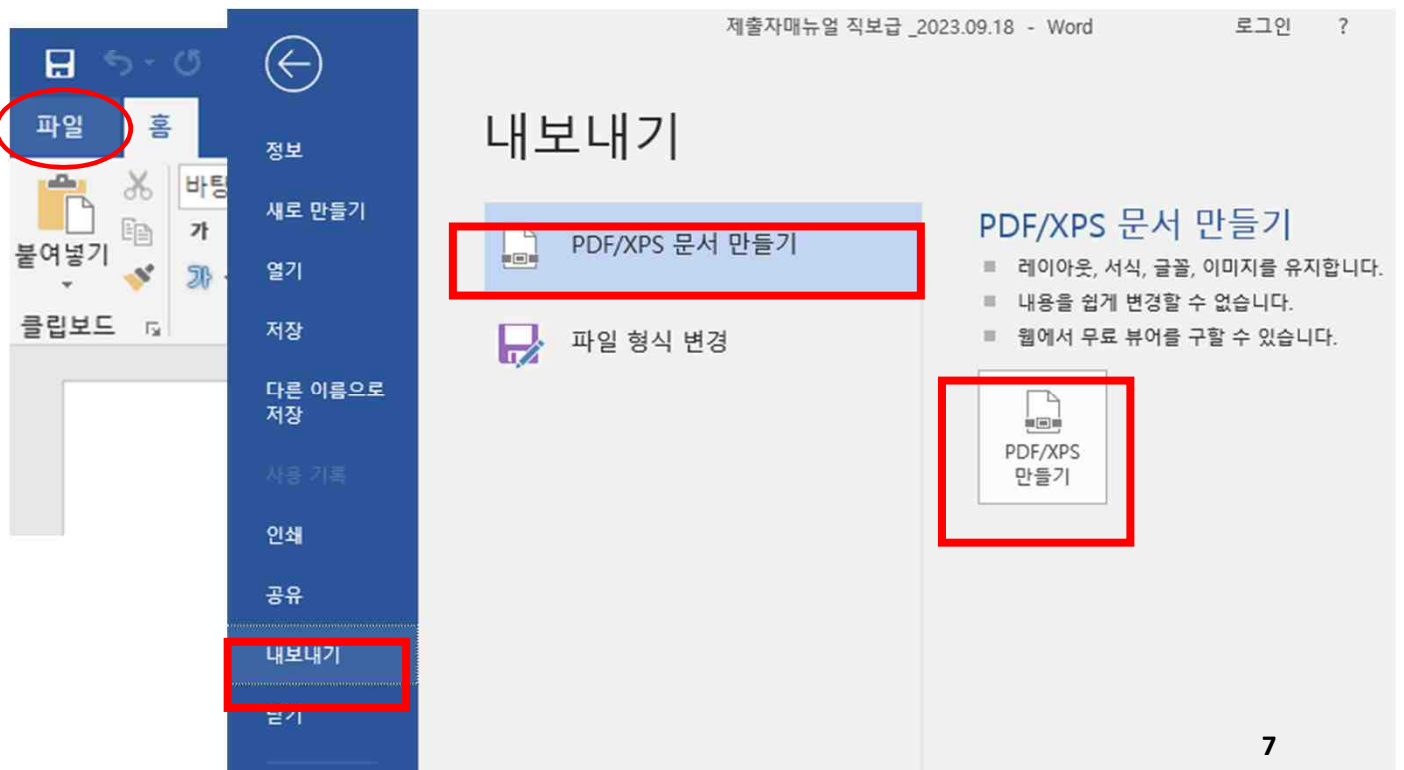 제출자매뉴얼 직보급 _2023.09.18 - Word 로그인 ?
파일 홈
바탕
가
붙여넣기
가
클립보드
정보
새로 만들기
열기
저장
다른 이름으로
저장
사용 기록
인쇄
공유
내보내기
닫기
내보내기
PDF/XPS 문서 만들기
파일 형식 변경
PDF/XPS 문서 만들기
레이아웃, 서식, 글꼴, 이미지를 유지합니다.
내용을 쉽게 변경할 수 없습니다.
웹에서 무료 뷰어를 구할 수 있습니다.
PDF/XPS
만들기
7